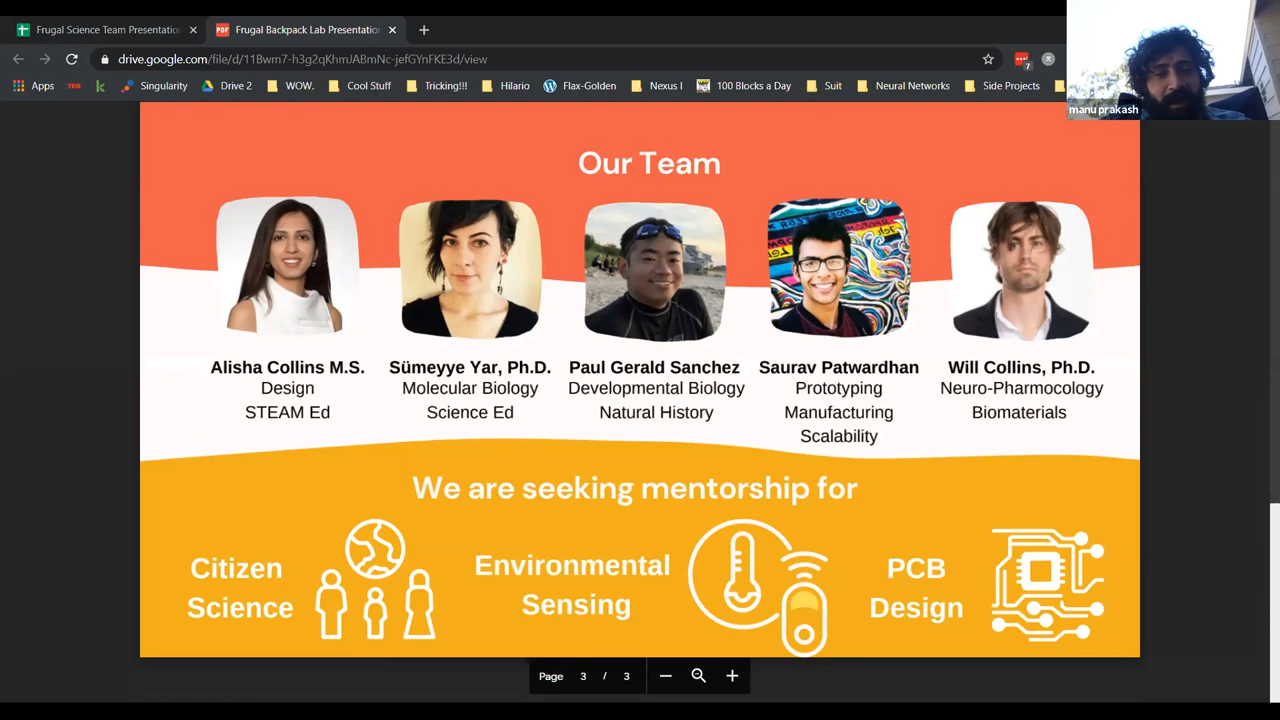 Frugal Science Team Presentation
Frugal Backpack Lab Presentation
drive.google.com/file/d/11Bwm7-h3g2qKhmJABmNc-jefGYnFKE3d/view
7
Apps
TED
k
Singularity
Drive 2
WOW.
Cool Stuff
Tricking!!!
Hilario
Flax-Golden
Nexus I
100 Blocks a Day
Suit
Neural Networks
Side Projects
manu prakash
Our Team
Alisha Collins M.S.
Design
STEAM Ed
Sümeyye Yar, Ph.D.
Molecular Biology
Science Ed
Paul Gerald Sanchez
Developmental Biology
Natural History
Saurav Patwardhan
Prototyping
Manufacturing
Scalability
Will Collins, Ph.D.
Neuro-Pharmocology
Biomaterials
We are seeking mentorship for
Citizen
Science
Environmental
Sensing
PCB
Design
Page 3 / 3